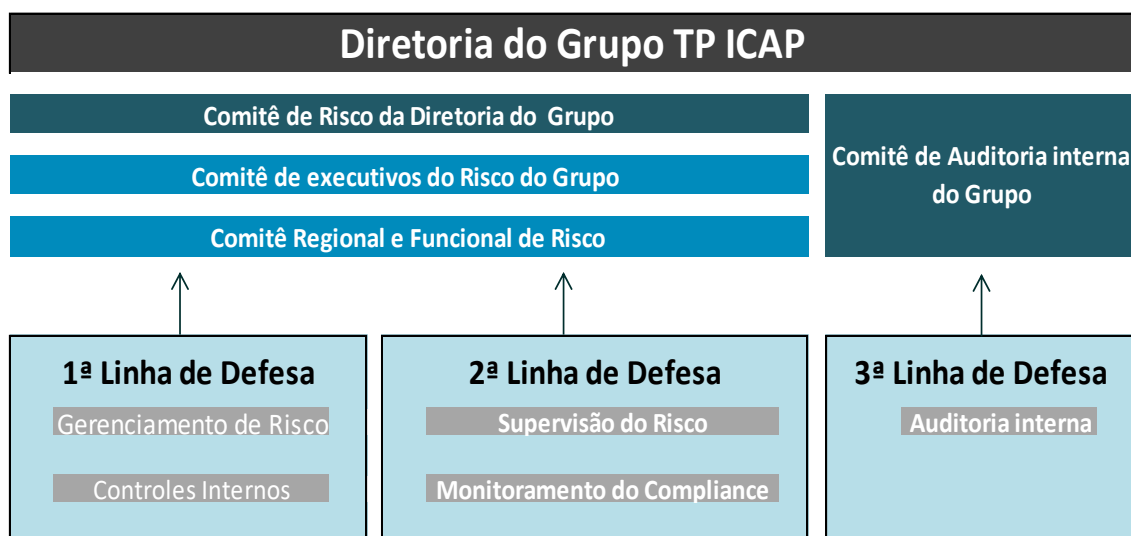 Diretoria do Grupo TP ICAP
Comitê de Risco da Diretoria do Grupo
Comitê de executivos do Risco do Grupo
Comitê Regional e Funcional de Risco
Comitê de Auditoria interna
do Grupo
1ª Linha de Defesa
Gerenciamento de Risco
Controles Internos
2ª Linha de Defesa
Supervisão do Risco
Monitoramento do Compliance
3ª Linha de Defesa
Auditoria interna